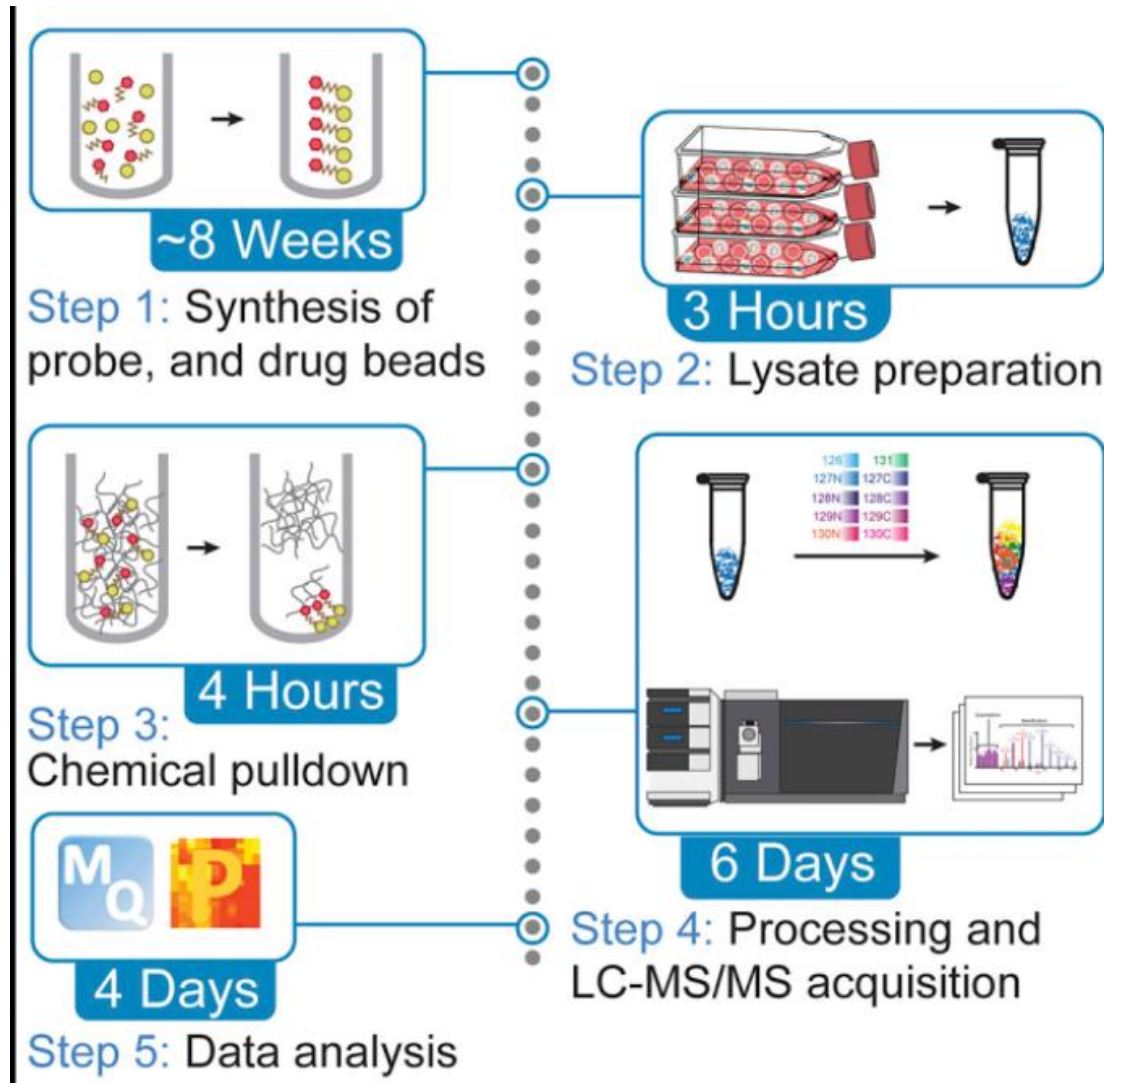 ~8 Weeks
Step 1: Synthesis of
probe, and drug beads
3 Hours
Step 2: Lysate preparation
4 Hours
Step 3:
Chemical pulldown
126 131
127N 127C
128N 128C
129N 129C
130N 130C
6 Days
Step 4: Processing and
LC-MS/MS acquisition
M
Q
P
4 Days
Step 5: Data analysis